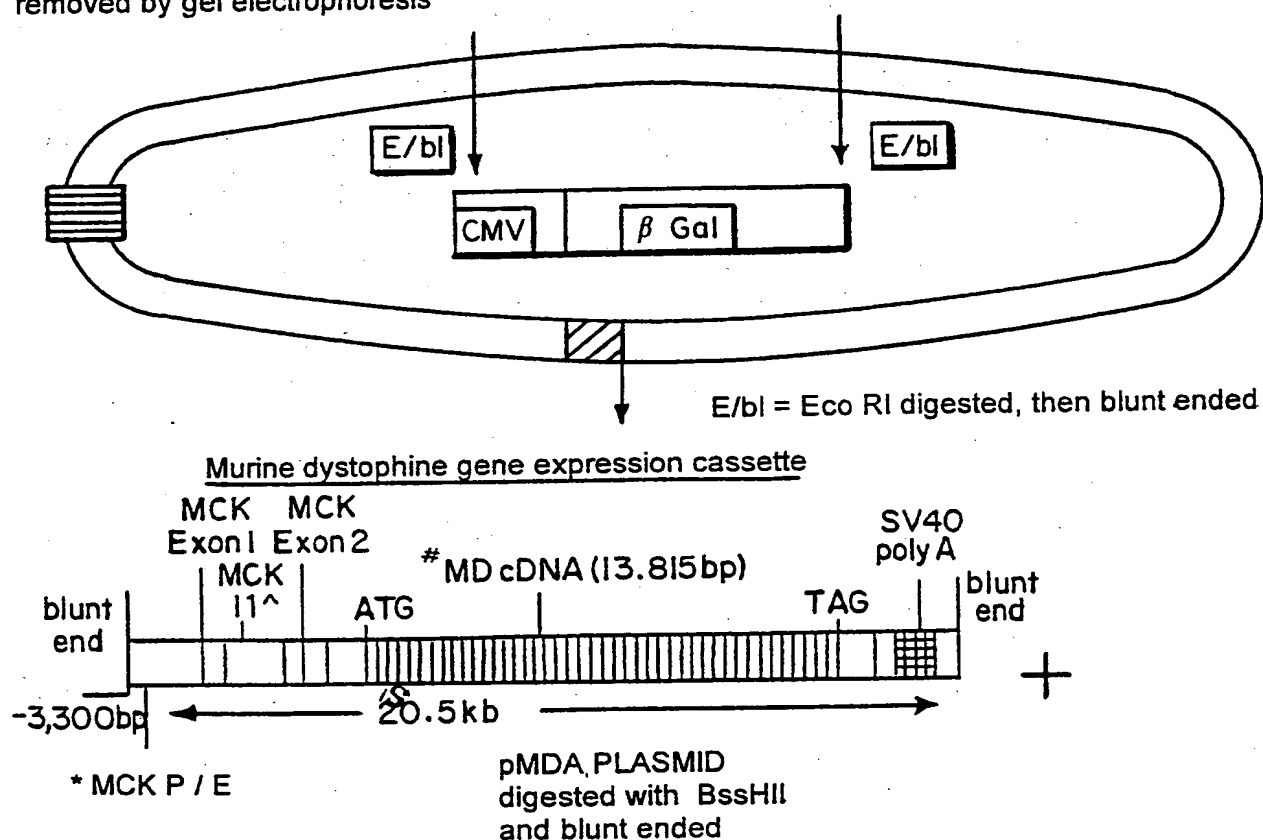 removed by gel electrophoresis
E/bl
E/bl
CMV
β Gal
E/bl = Eco RI digested, then blunt ended
Murine dystophine gene expression cassette
MCK MCK
Exon1 Exon2
MCK
I1^
#MD cDNA (13.815bp)
SV40
poly A
blunt
end
ATG
TAG
blunt
end
+
-3,300bp
20.5kb
* MCK P / E
pMDA PLASMID
digested with BssHII
and blunt ended